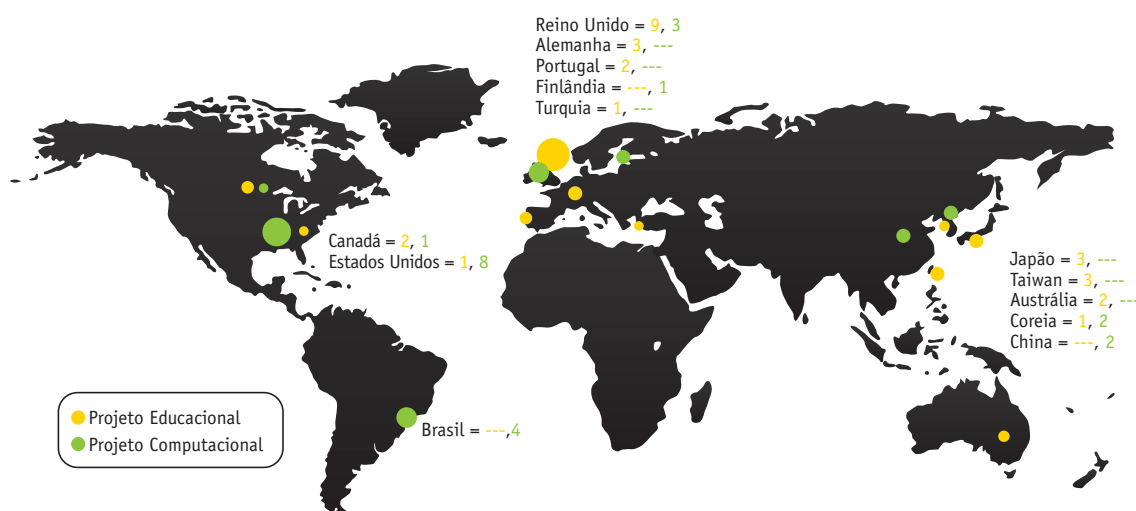 Reino Unido = 9, 3
Alemanha = 3, ---
Portugal = 2, ---
Finlândia = ---, 1
Turquia = 1, ---
Canadá = 2, 1
Estados Unidos = 1, 8
Japão = 3, ---
Taiwan = 3, ---
Austrália = 2, ---
Coreia = 1, 2
China = ---, 2
Brasil = ---,4
Projeto Educacional
Projeto Computacional